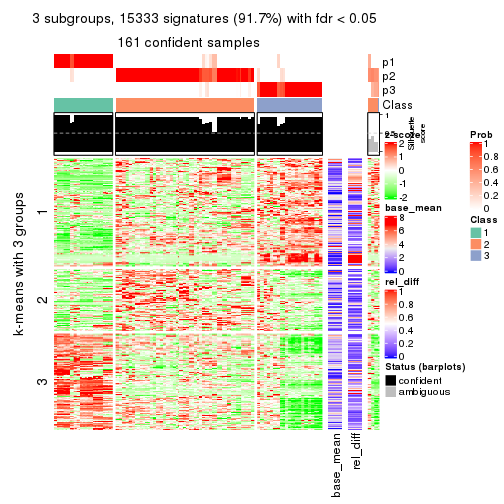 3 subgroups, 15333 signatures (91.7%) with fdr < 0.05
161 confident samples
p1
p2
p3
Class
1
0.5
Silhouette
score
k-means with 3 groups
1
2
3
base_mean
rel_diff
z-score
2
1
0
-1
-2
base_mean
8
6
4
2
0
rel_diff
1
0.8
0.6
0.4
0.2
0
Status (barplots)
confident
ambiguous
Prob
1
0.8
0.6
0.4
0.2
0
Class
1
2
3